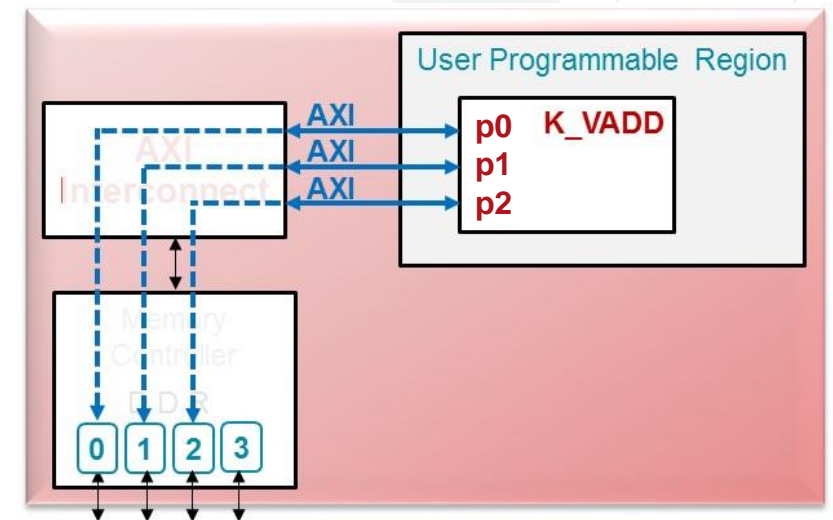 User Programmable Region
AXI
AXI
AXI
p0
K_VADD
p1
p2
AXI
Interconnect
Memory
Controller
DDR
0
1
2
3